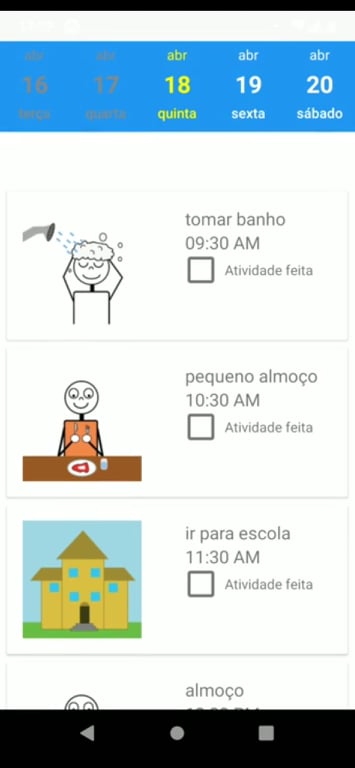 abr abr abr abr abr
16 17 18 19 20
terça quarta quinta sexta sábado
tomar banho
09:30 AM
Atividade feita
pequeno almoço
10:30 AM
Atividade feita
ir para escola
11:30 AM
Atividade feita
almoço